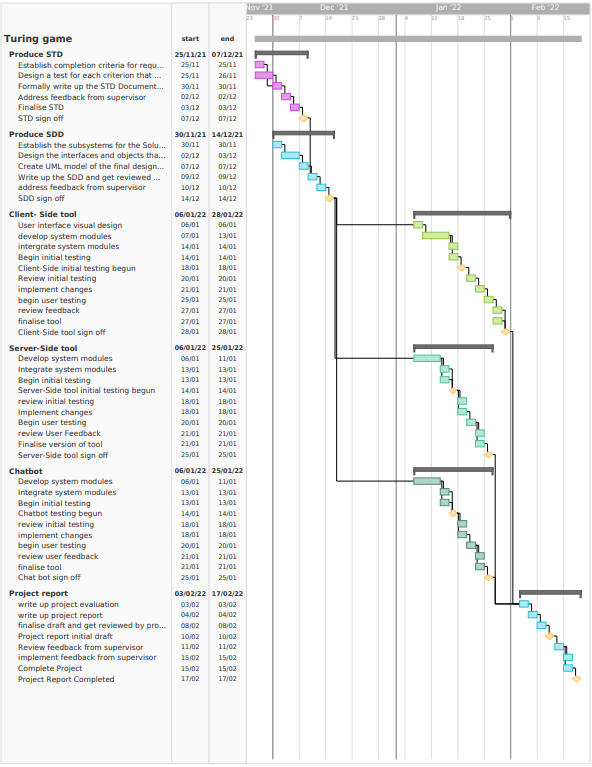 Nov '21 Dec '21 Jan '22 Feb '22
23 30 7 14 21 28 4 11 18 25 1 8 15
Turing game start end
Produce STD 25/11/21 07/12/21
Establish completion criteria for requ... 25/11 25/11
Design a test for each criterion that ... 25/11 26/11
Formally write up the STD Document... 30/11 30/11
Address feedback from supervisor 02/12 02/12
Finalise STD 03/12 03/12
STD sign off 07/12 07/12
Produce SDD 30/11/21 14/12/21
Establish the subsystems for the Solu... 30/11 30/11
Design the interfaces and objects tha... 02/12 03/12
Create UML model of the final design... 07/12 07/12
Write up the SDD and get reviewed ... 09/12 09/12
address feedback from supervisor 10/12 10/12
SDD sign off 14/12 14/12
Client- Side tool 06/01/22 28/01/22
User interface visual design 06/01 06/01
develop system modules 07/01 13/01
intergrate system modules 14/01 14/01
Begin initial testing 14/01 14/01
Client-Side initial testing begun 18/01 18/01
Review initial testing 20/01 20/01
implement changes 21/01 21/01
begin user testing 25/01 25/01
review feedback 27/01 27/01
finalise tool 27/01 27/01
Client-Side tool sign off 28/01 28/01
Server-Side tool 06/01/22 25/01/22
Develop system modules 06/01 11/01
Integrate system modules 13/01 13/01
Begin initial testing 13/01 13/01
Server-Side tool initial testing begun 14/01 14/01
review initial testing 18/01 18/01
Implement changes 18/01 18/01
Begin user testing 20/01 20/01
review User Feedback 21/01 21/01
Finalise version of tool 21/01 21/01
Server-Side tool sign off 25/01 25/01
Chatbot 06/01/22 25/01/22
Develop system modules 06/01 11/01
Integrate system modules 13/01 13/01
Begin initial testing 13/01 13/01
Chatbot testing begun 14/01 14/01
review initial testing 18/01 18/01
implement changes 18/01 18/01
begin user testing 20/01 20/01
review user feedback 21/01 21/01
finalise tool 21/01 21/01
Chat bot sign off 25/01 25/01
Project report 03/02/22 17/02/22
write up project evaluation 03/02 03/02
write up project report 04/02 04/02
finalise draft and get reviewed by pro... 08/02 08/02
Project report initial draft 10/02 10/02
Review feedback from supervisor 11/02 11/02
implement feedback from supervisor 15/02 15/02
Complete Project 15/02 15/02
Project Report Completed 17/02 17/02